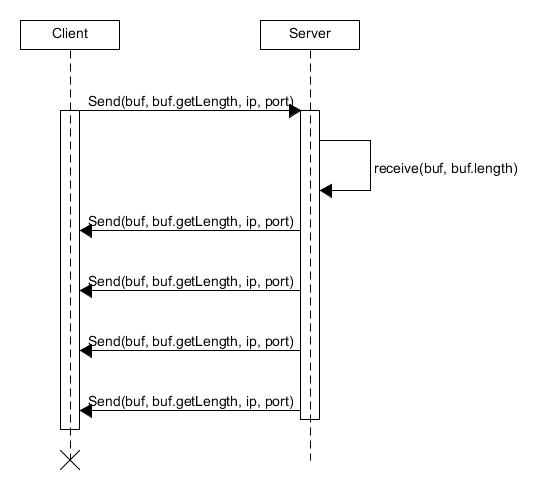 Client
Server
Send(buf, buf.getLength, ip, port)
receive(buf, buf.length)
Send(buf, buf.getLength, ip, port)
Send(buf, buf.getLength, ip, port)
Send(buf, buf.getLength, ip, port)
Send(buf, buf.getLength, ip, port)